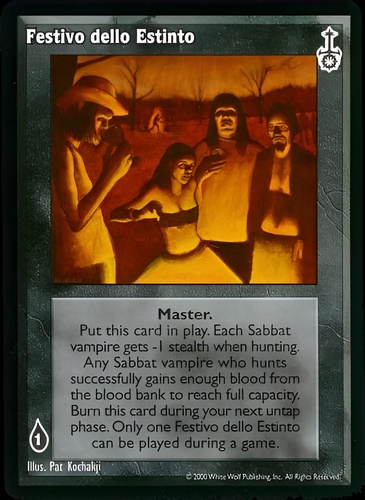 Festivo dello Estinto
Master.
Put this card in play. Each Sabbat
vampire gets -1 stealth when hunting.
Any Sabbat vampire who hunts
successfully gains enough blood from
the blood bank to reach full capacity.
Burn this card during your next untap
phase. Only one Festivo dello Estinto
can be played during a game.
1
Illus. Pat Kochakji
© 2000 White Wolf Publishing, Inc. All Rights Reserved.